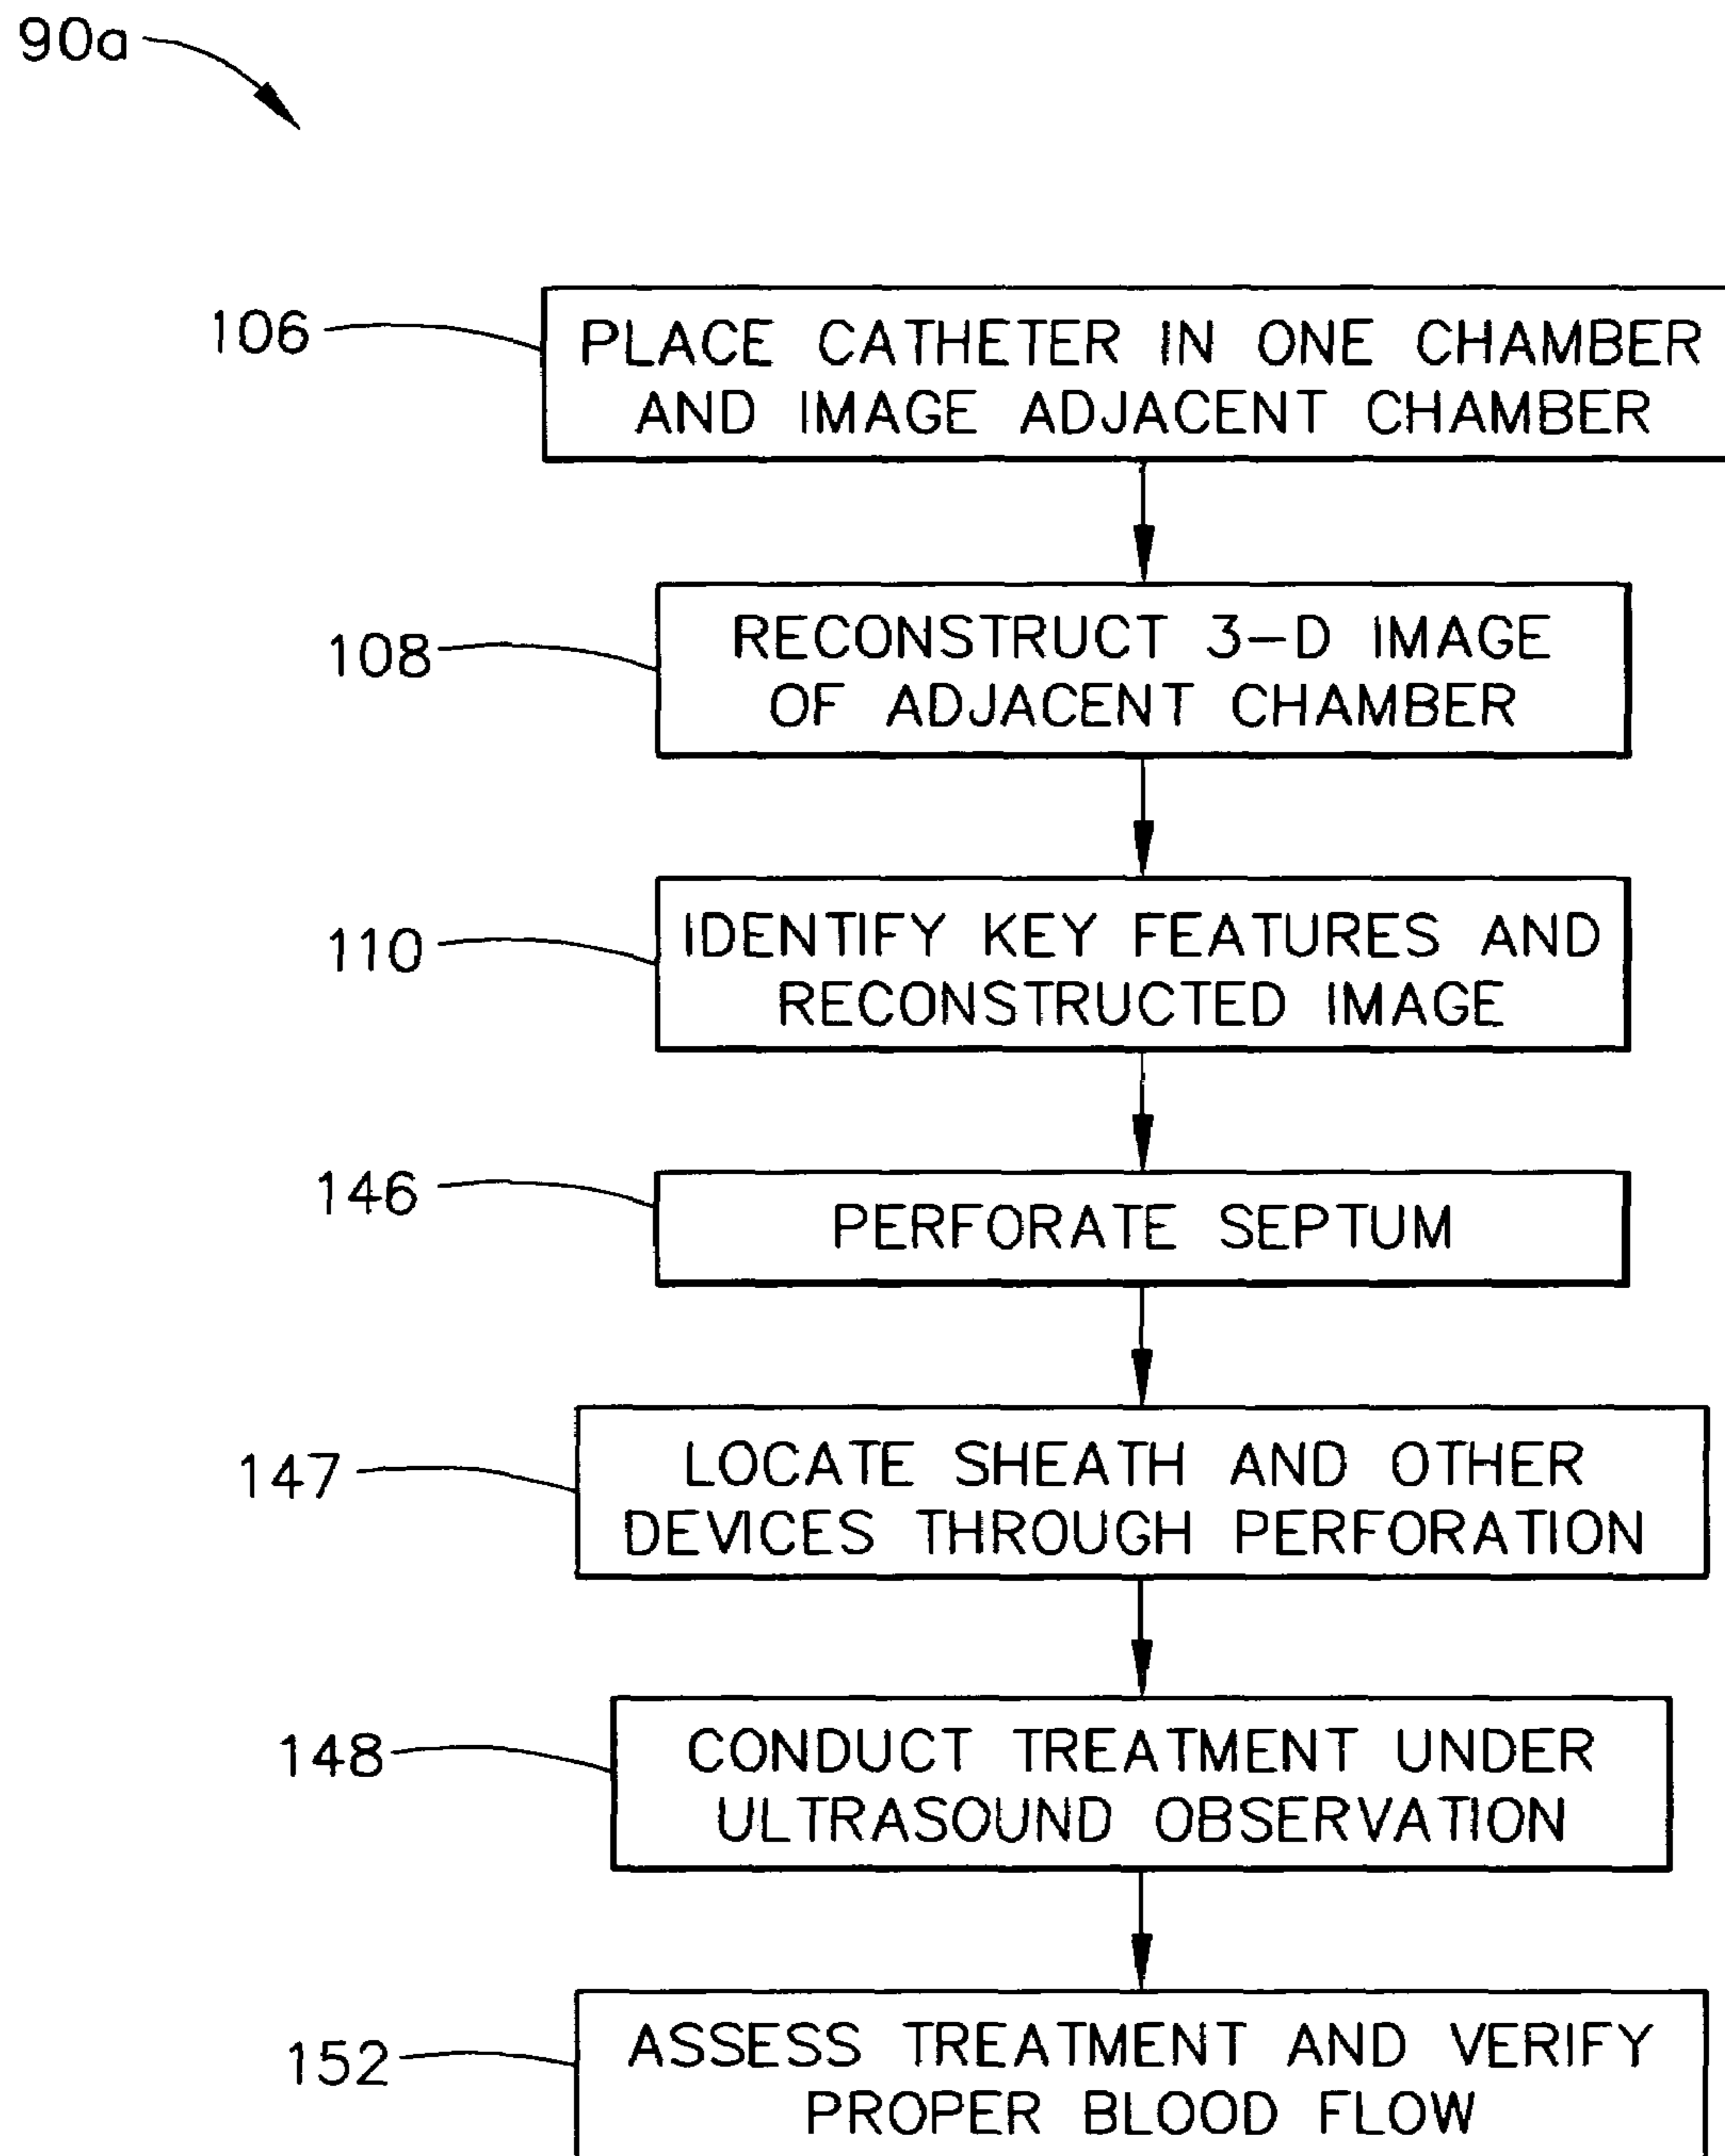 90a
106
PLACE CATHETER IN ONE CHAMBER
AND IMAGE ADJACENT CHAMBER
108
RECONSTRUCT 3-D IMAGE
OF ADJACENT CHAMBER
110
IDENTIFY KEY FEATURES AND
RECONSTRUCTED IMAGE
146
PERFORATE SEPTUM
147
LOCATE SHEATH AND OTHER
DEVICES THROUGH PERFORATION
148
CONDUCT TREATMENT UNDER
ULTRASOUND OBSERVATION
152
ASSESS TREATMENT AND VERIFY
PROPER BLOOD FLOW